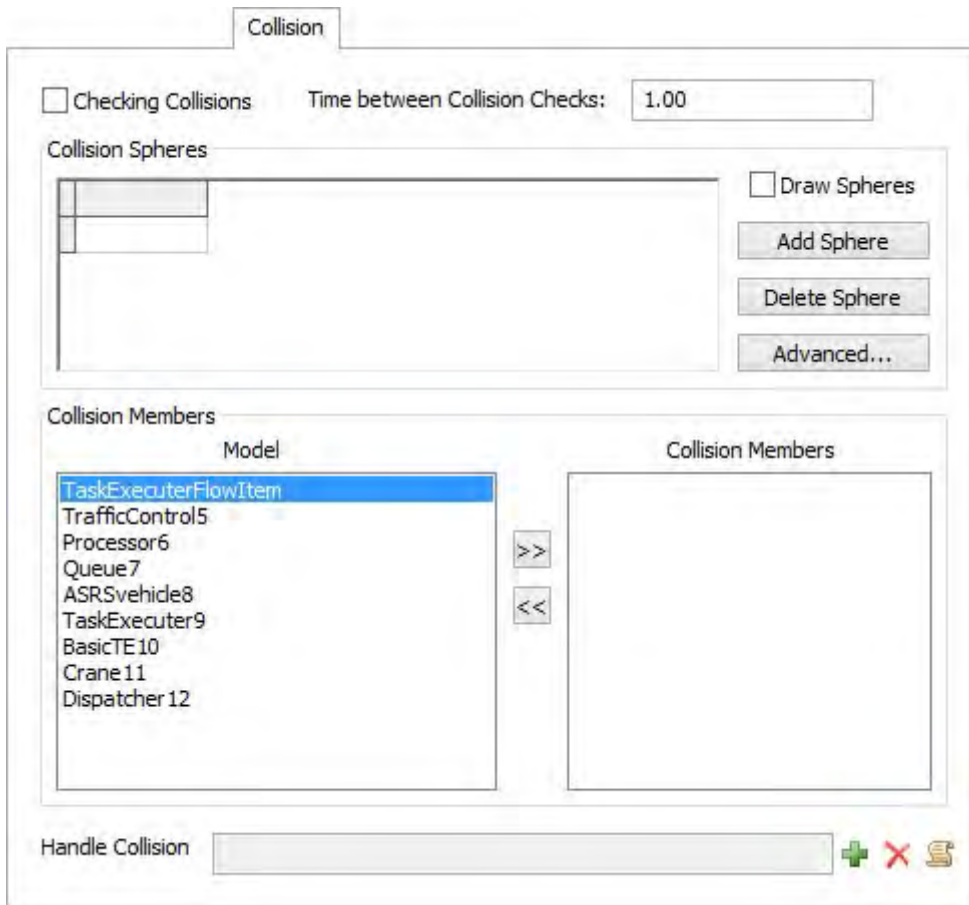 Collision
Checking Collisions
Time between Collision Checks:
1.00
Collision Spheres
Draw Spheres
Add Sphere
Delete Sphere
Advanced...
Collision Members
Model
Collision Members
TaskExecuterFlowItem
TrafficControl5
Processor6
Queue7
ASRSvehicle8
TaskExecuter9
BasicTE10
Crane11
Dispatcher12
>>
<<
Handle Collision